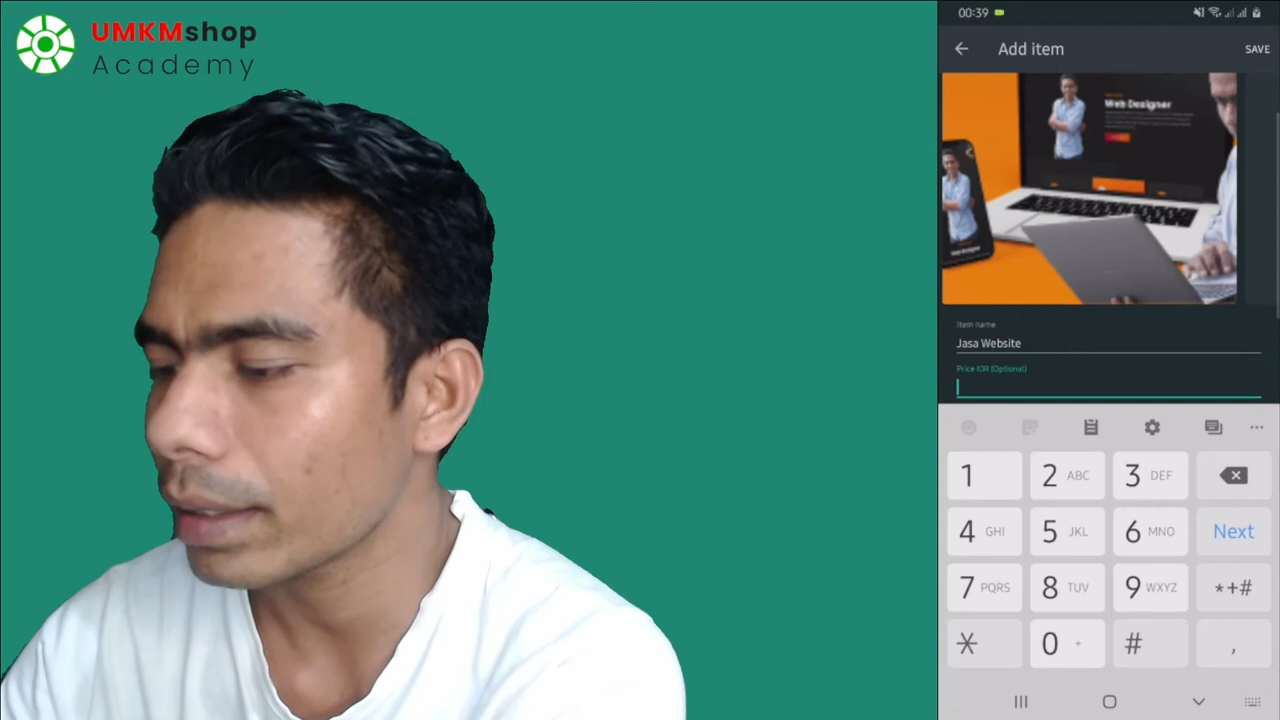 UMKMshop
Academy
00:39
Add item
SAVE
Web Designer
Item name
Jasa Website
Price IDR (Optional)
1
2 ABC
3 DEF
4 GHI
5 JKL
6 MNO
Next
7 PQRS
8 TUV
9 WXYZ
*+#
*
0 +
#
,